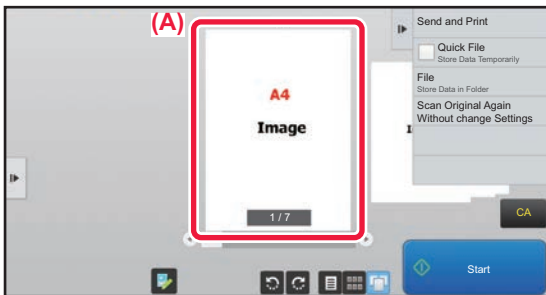 (A)
A4
Image
1 / 7
Send and Print
Quick File
Store Data Temporarily
File
Store Data in Folder
Scan Original Again
Without change Settings
CA
Start